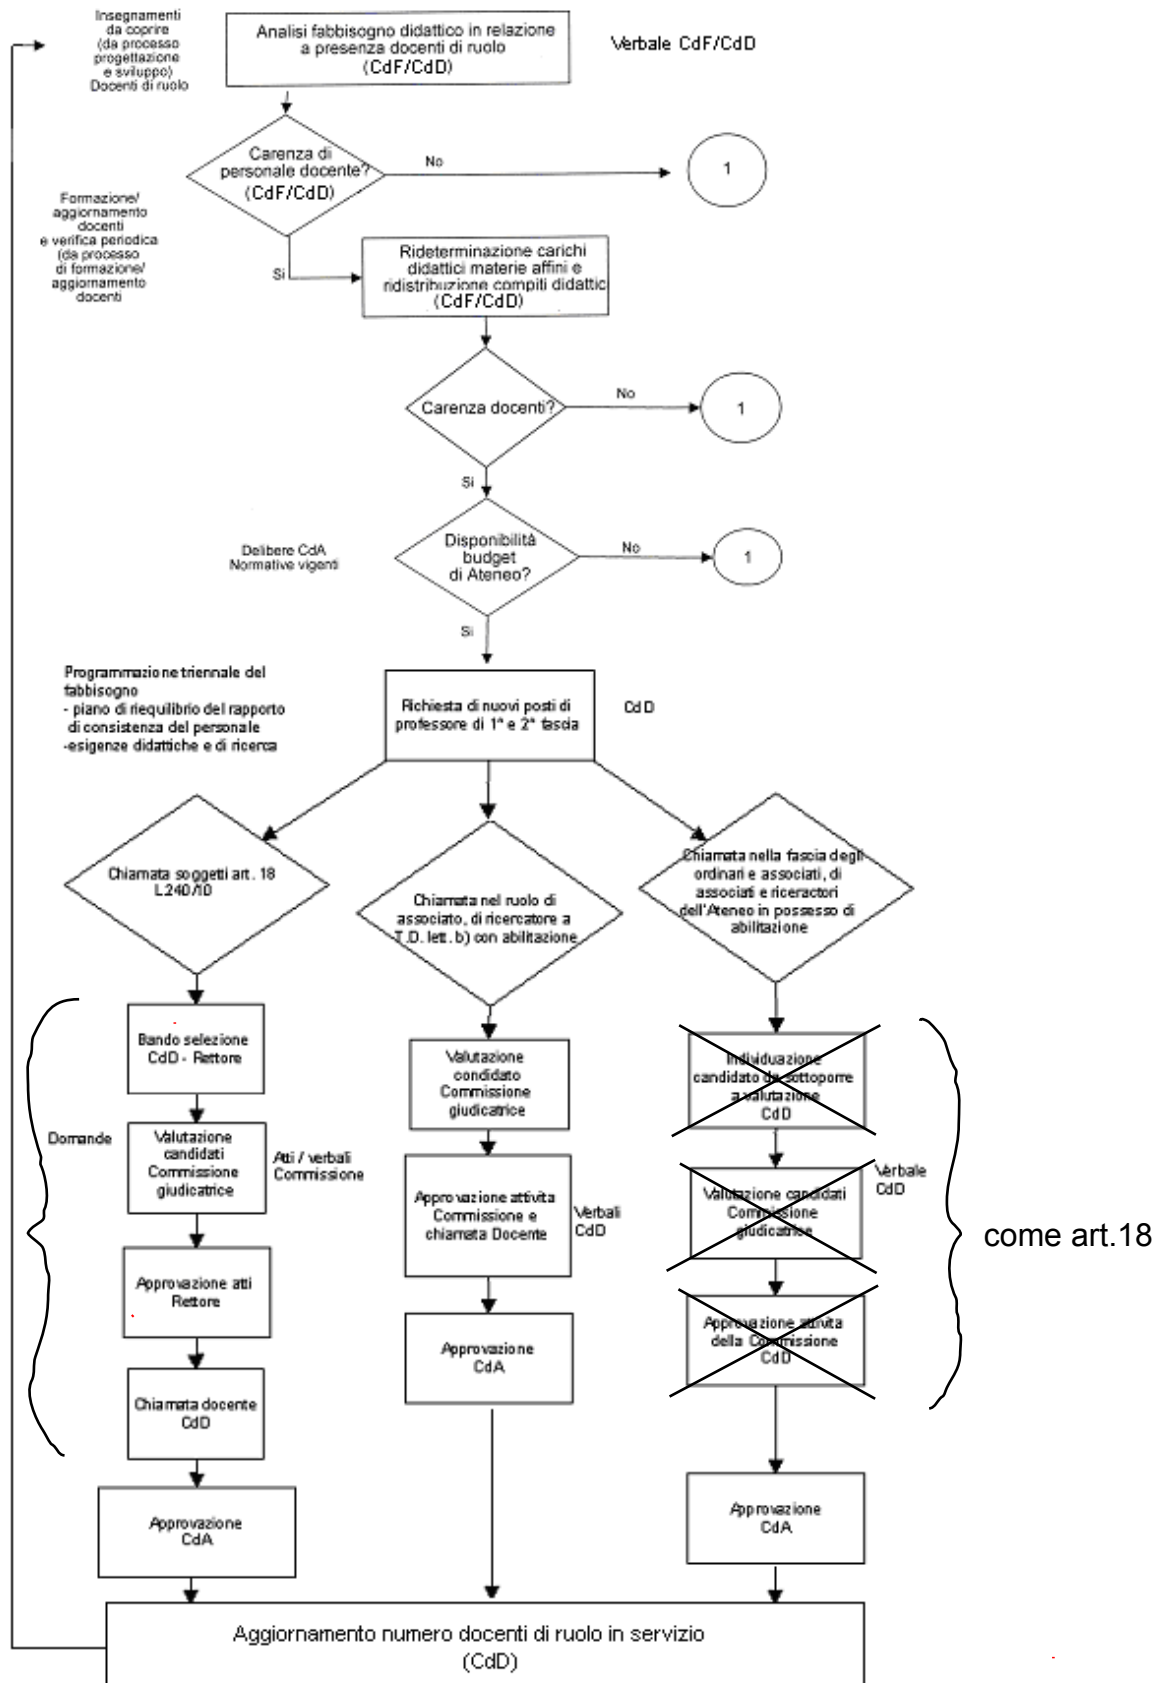 Insegnamenti
da coprire
(da processo
progettazione
e sviluppo)
Docenti di ruolo
Analisi fabbisogno didattico in relazione
a presenza docenti di ruolo
(CdF/CdD)
Verbale CdF/CdD
Carenza di
personale docente?
(CdF/CdD)
No
1
Formazione/
aggiornamento
docenti
e verifica periodica
(da processo
di formazione/
aggiornamento
docenti
Si
Rideterminazione carichi
didattici materie affini e
ridistribuzione compiti didattic
(CdF/CdD)
Carenza docenti?
No
1
Si
Delibere CdA
Normative vigenti
Disponibilità
budget
di Ateneo?
No
1
Si
Programmazione triennale del
fabbisogno
- piano di riequilibrio del rapporto
di consistenza del personale
-esigenze didattiche e di ricerca
Richiesta di nuovi posti di
professore di 1ª e 2ª fascia
CdD
Chiamata soggetti art. 18
L240/10
Chiamata nel ruolo di
associato, di ricercatore a
T.D. lett. b) con abilitazione
Chiamata nella fascia degli
ordinari e associati, di
associati e riceractori
dell'Ateneo in possesso di
abilitazione
Bando selezione
CdD - Rettore
Valutazione
condidato
Commissione
giudicatrice
Individuazione
candidato da sottoporre
a valutazione
CdD
Domande
Valutazione
candidati
Commissione
giudicatrice
Atti / verbali
Commissione
Approvazione attivita
Commissione e
chiamata Docente
Verbali
CdD
Valutazione candidati
Commissione
giudicatrice
Verbale
CdD
come art.18
Approvazione atti
Rettore
Approvazione
CdA
Approvazione attivita
della Commissione
CdD
Chiamata docente
CdD
Approvazione
CdA
Approvazione
CdA
Aggiornamento numero docenti di ruolo in servizio
(CdD)